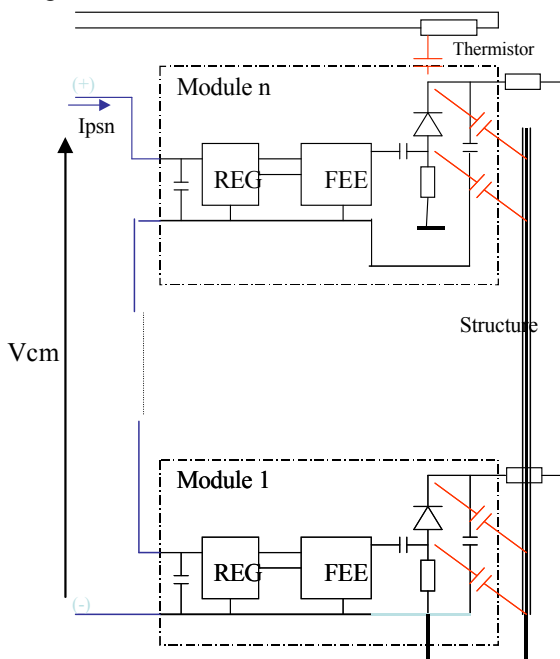 Thermistor
(+)
Module n
Ipsn
REG
FEE
Structure
Vcm
Module 1
REG
FEE
(-)